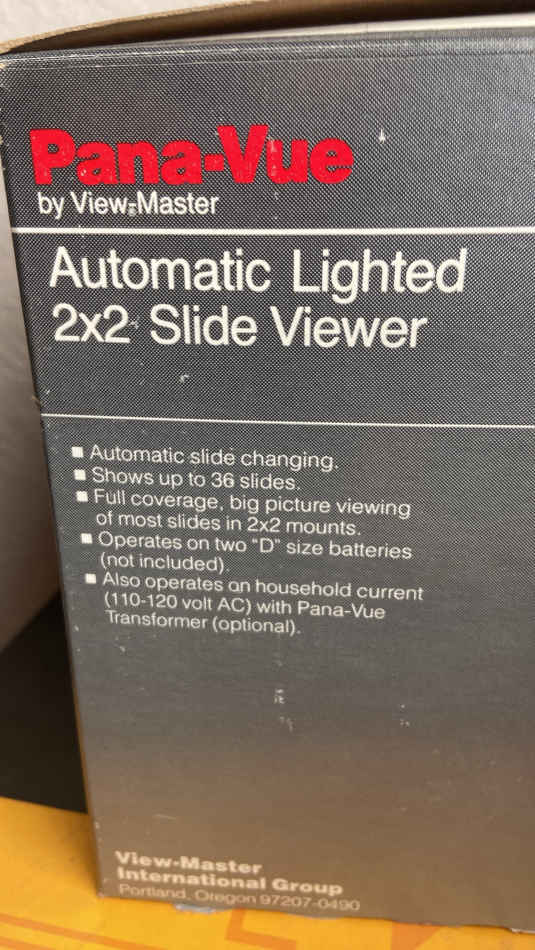 Pana-Vue
by View-Master®
Automatic Lighted
2x2 Slide Viewer
■ Automatic slide changing.
■ Shows up to 36 slides.
■ Full coverage, big picture viewing
of most slides in 2x2 mounts.
■ Operates on two "D" size batteries
(not included).
■ Also operates on household current
(110-120 volt AC) with Pana-Vue
Transformer (optional).
View-Master
International Group
Portland, Oregon 97207-0490